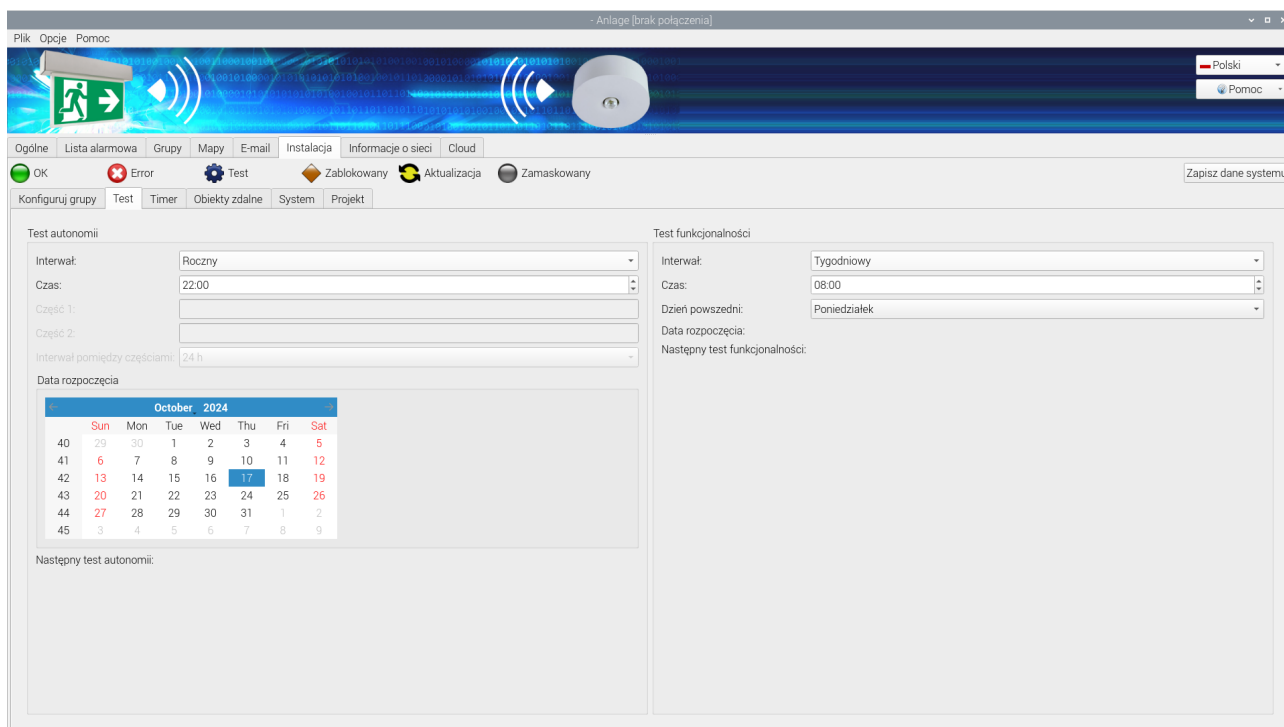 - Anlage [brak połączenia]
Plik Opcje Pomoc
Polski
Pomoc
Ogólne Lista alarmowa Grupy Mapy E-mail Instalacja Informacje o sieci Cloud
OK Error Test Zablokowany Aktualizacja Zamaskowany Zapisz dane systemu
Konfiguruj grupy Test Timer Obiekty zdalne System Projekt
Test autonomii
Interwał: Roczny
Czas: 22:00
Część 1:
Część 2:
Interwał pomiędzy częściami: 24 h
Data rozpoczęcia
October, 2024
Sun Mon Tue Wed Thu Fri Sat
40 29 30 1 2 3 4 5
41 6 7 8 9 10 11 12
42 13 14 15 16 17 18 19
43 20 21 22 23 24 25 26
44 27 28 29 30 31 1 2
45 3 4 5 6 7 8 9
Następny test autonomii:
Test funkcjonalności
Interwał: Tygodniowy
Czas: 08:00
Dzień powszedni: Poniedziałek
Data rozpoczęcia:
Następny test funkcjonalności: